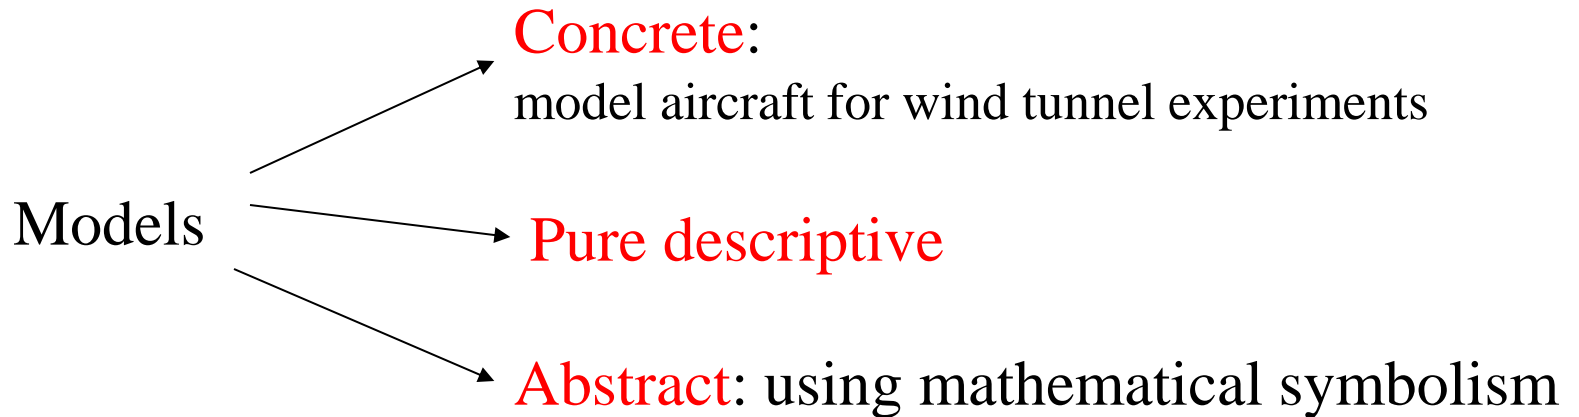 Concrete:
model aircraft for wind tunnel experiments
Models
Pure descriptive
Abstract: using mathematical symbolism